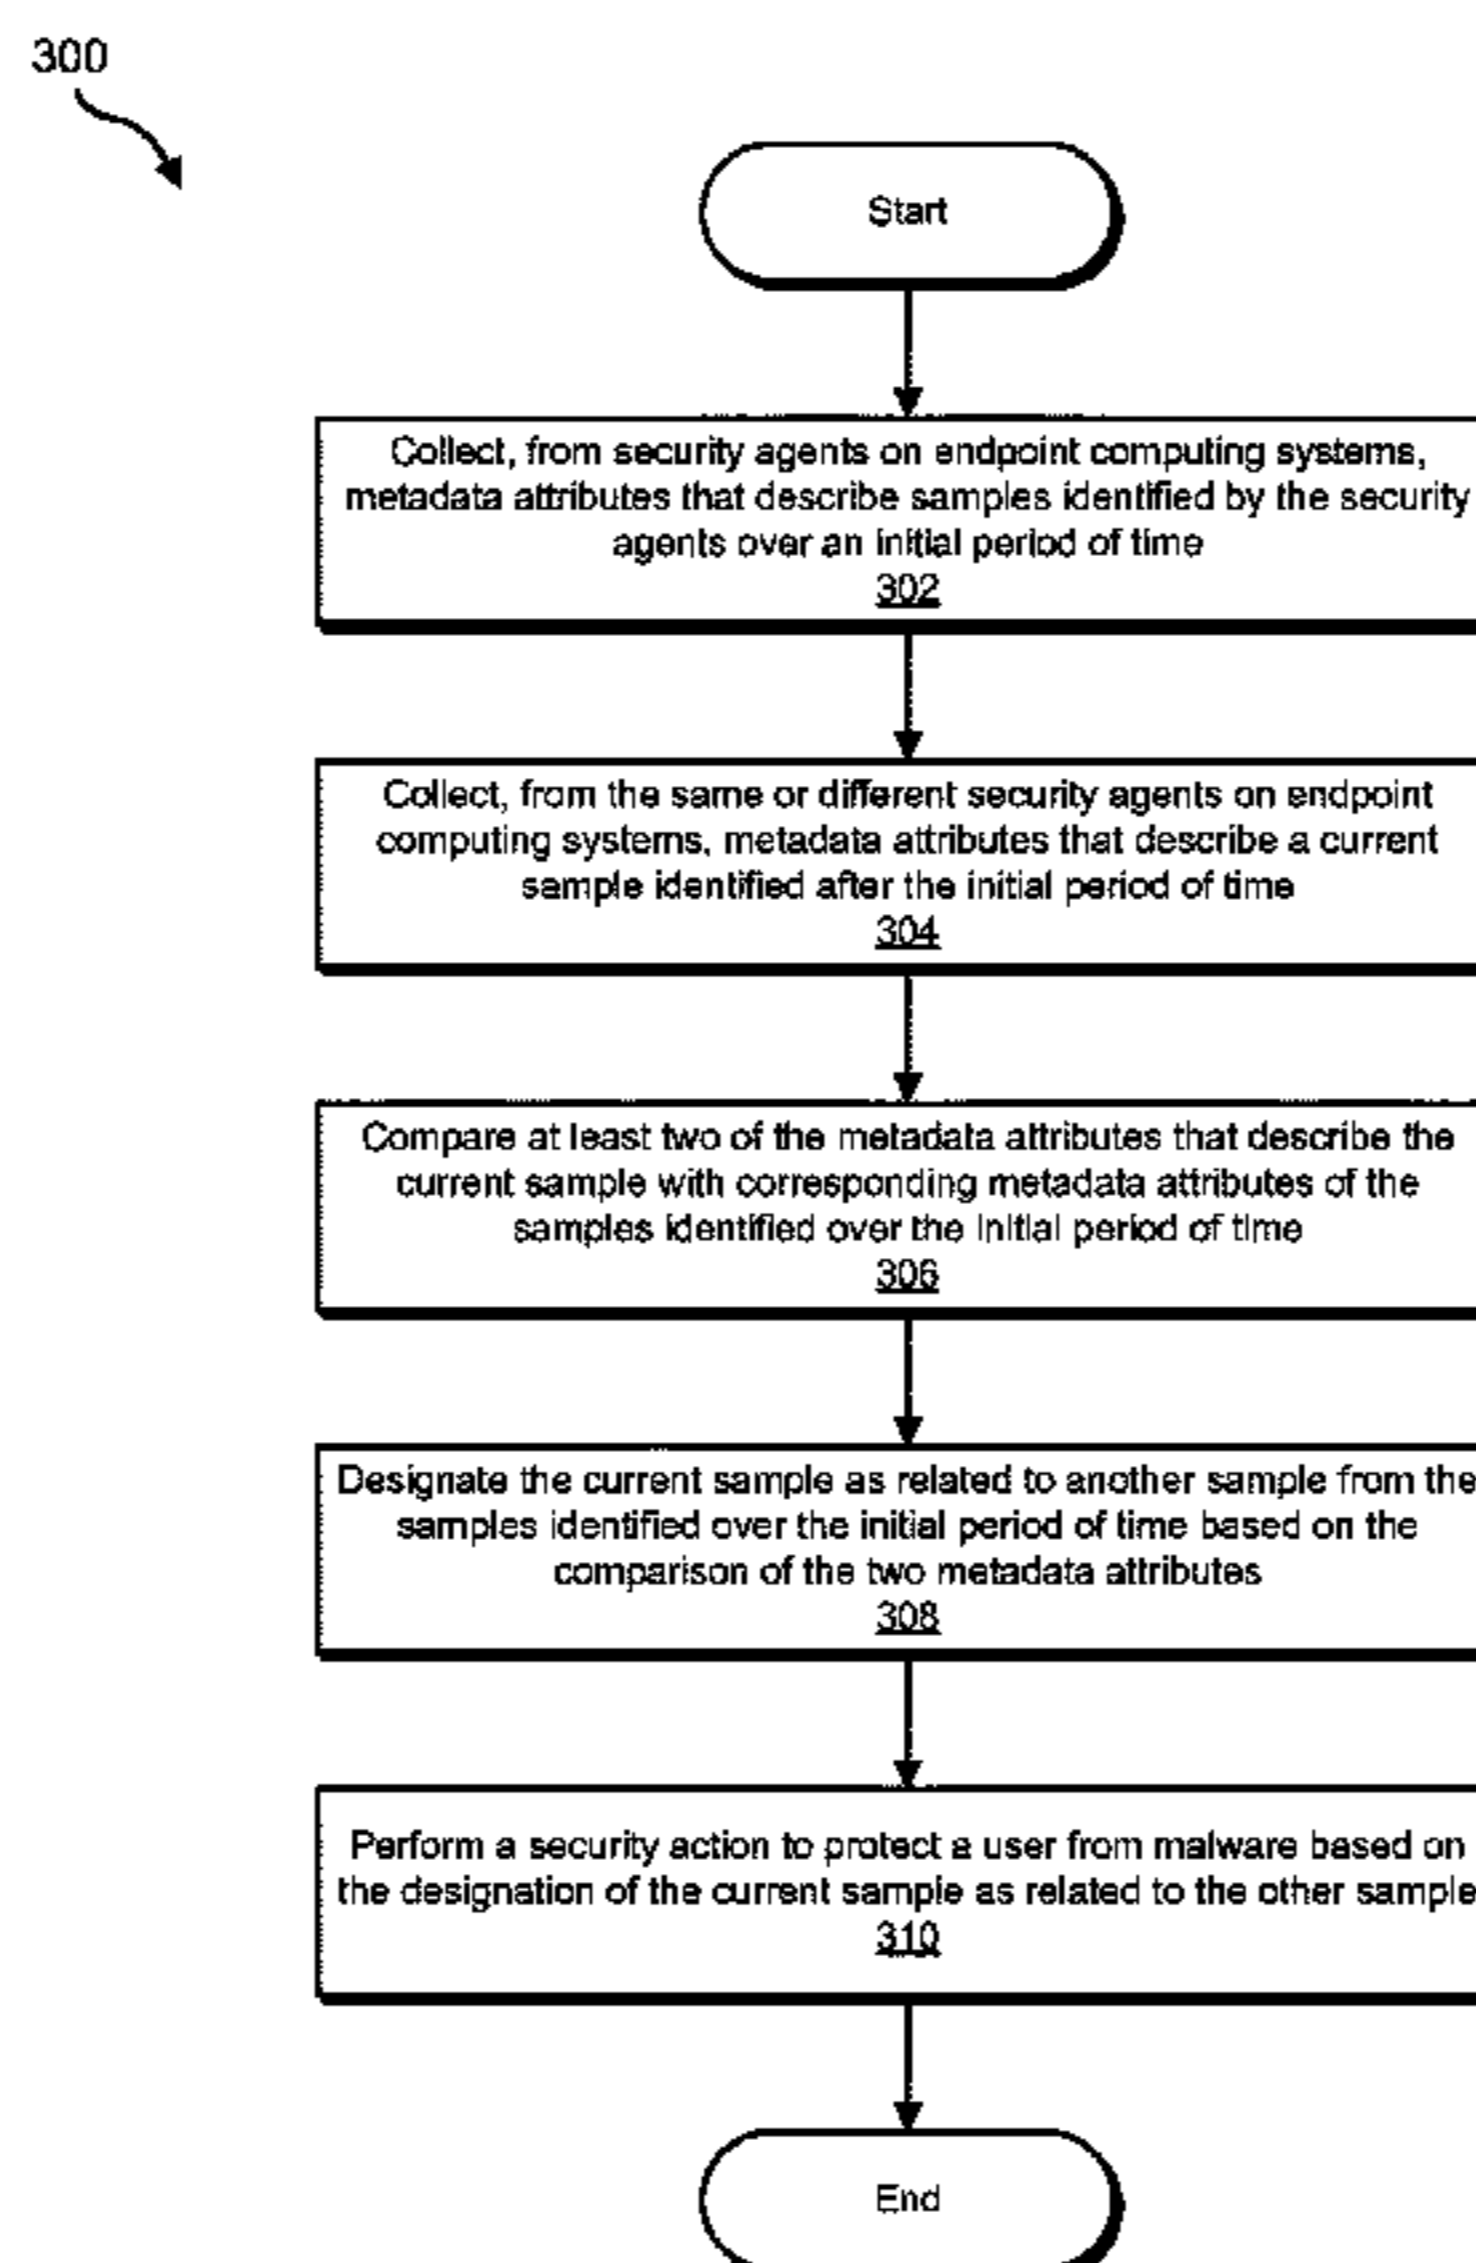 300
Start
Collect, from security agents on endpoint computing systems,
metadata attributes that describe samples identified by the security
agents over an initial period of time
302
Collect, from the same or different security agents on endpoint
computing systems, metadata attributes that describe a current
sample identified after the initial period of time
304
Compare at least two of the metadata attributes that describe the
current sample with corresponding metadata attributes of the
samples identified over the initial period of time
306
Designate the current sample as related to another sample from the
samples identified over the initial period of time based on the
comparison of the two metadata attributes
308
Perform a security action to protect a user from malware based on
the designation of the current sample as related to the other sample
310
End